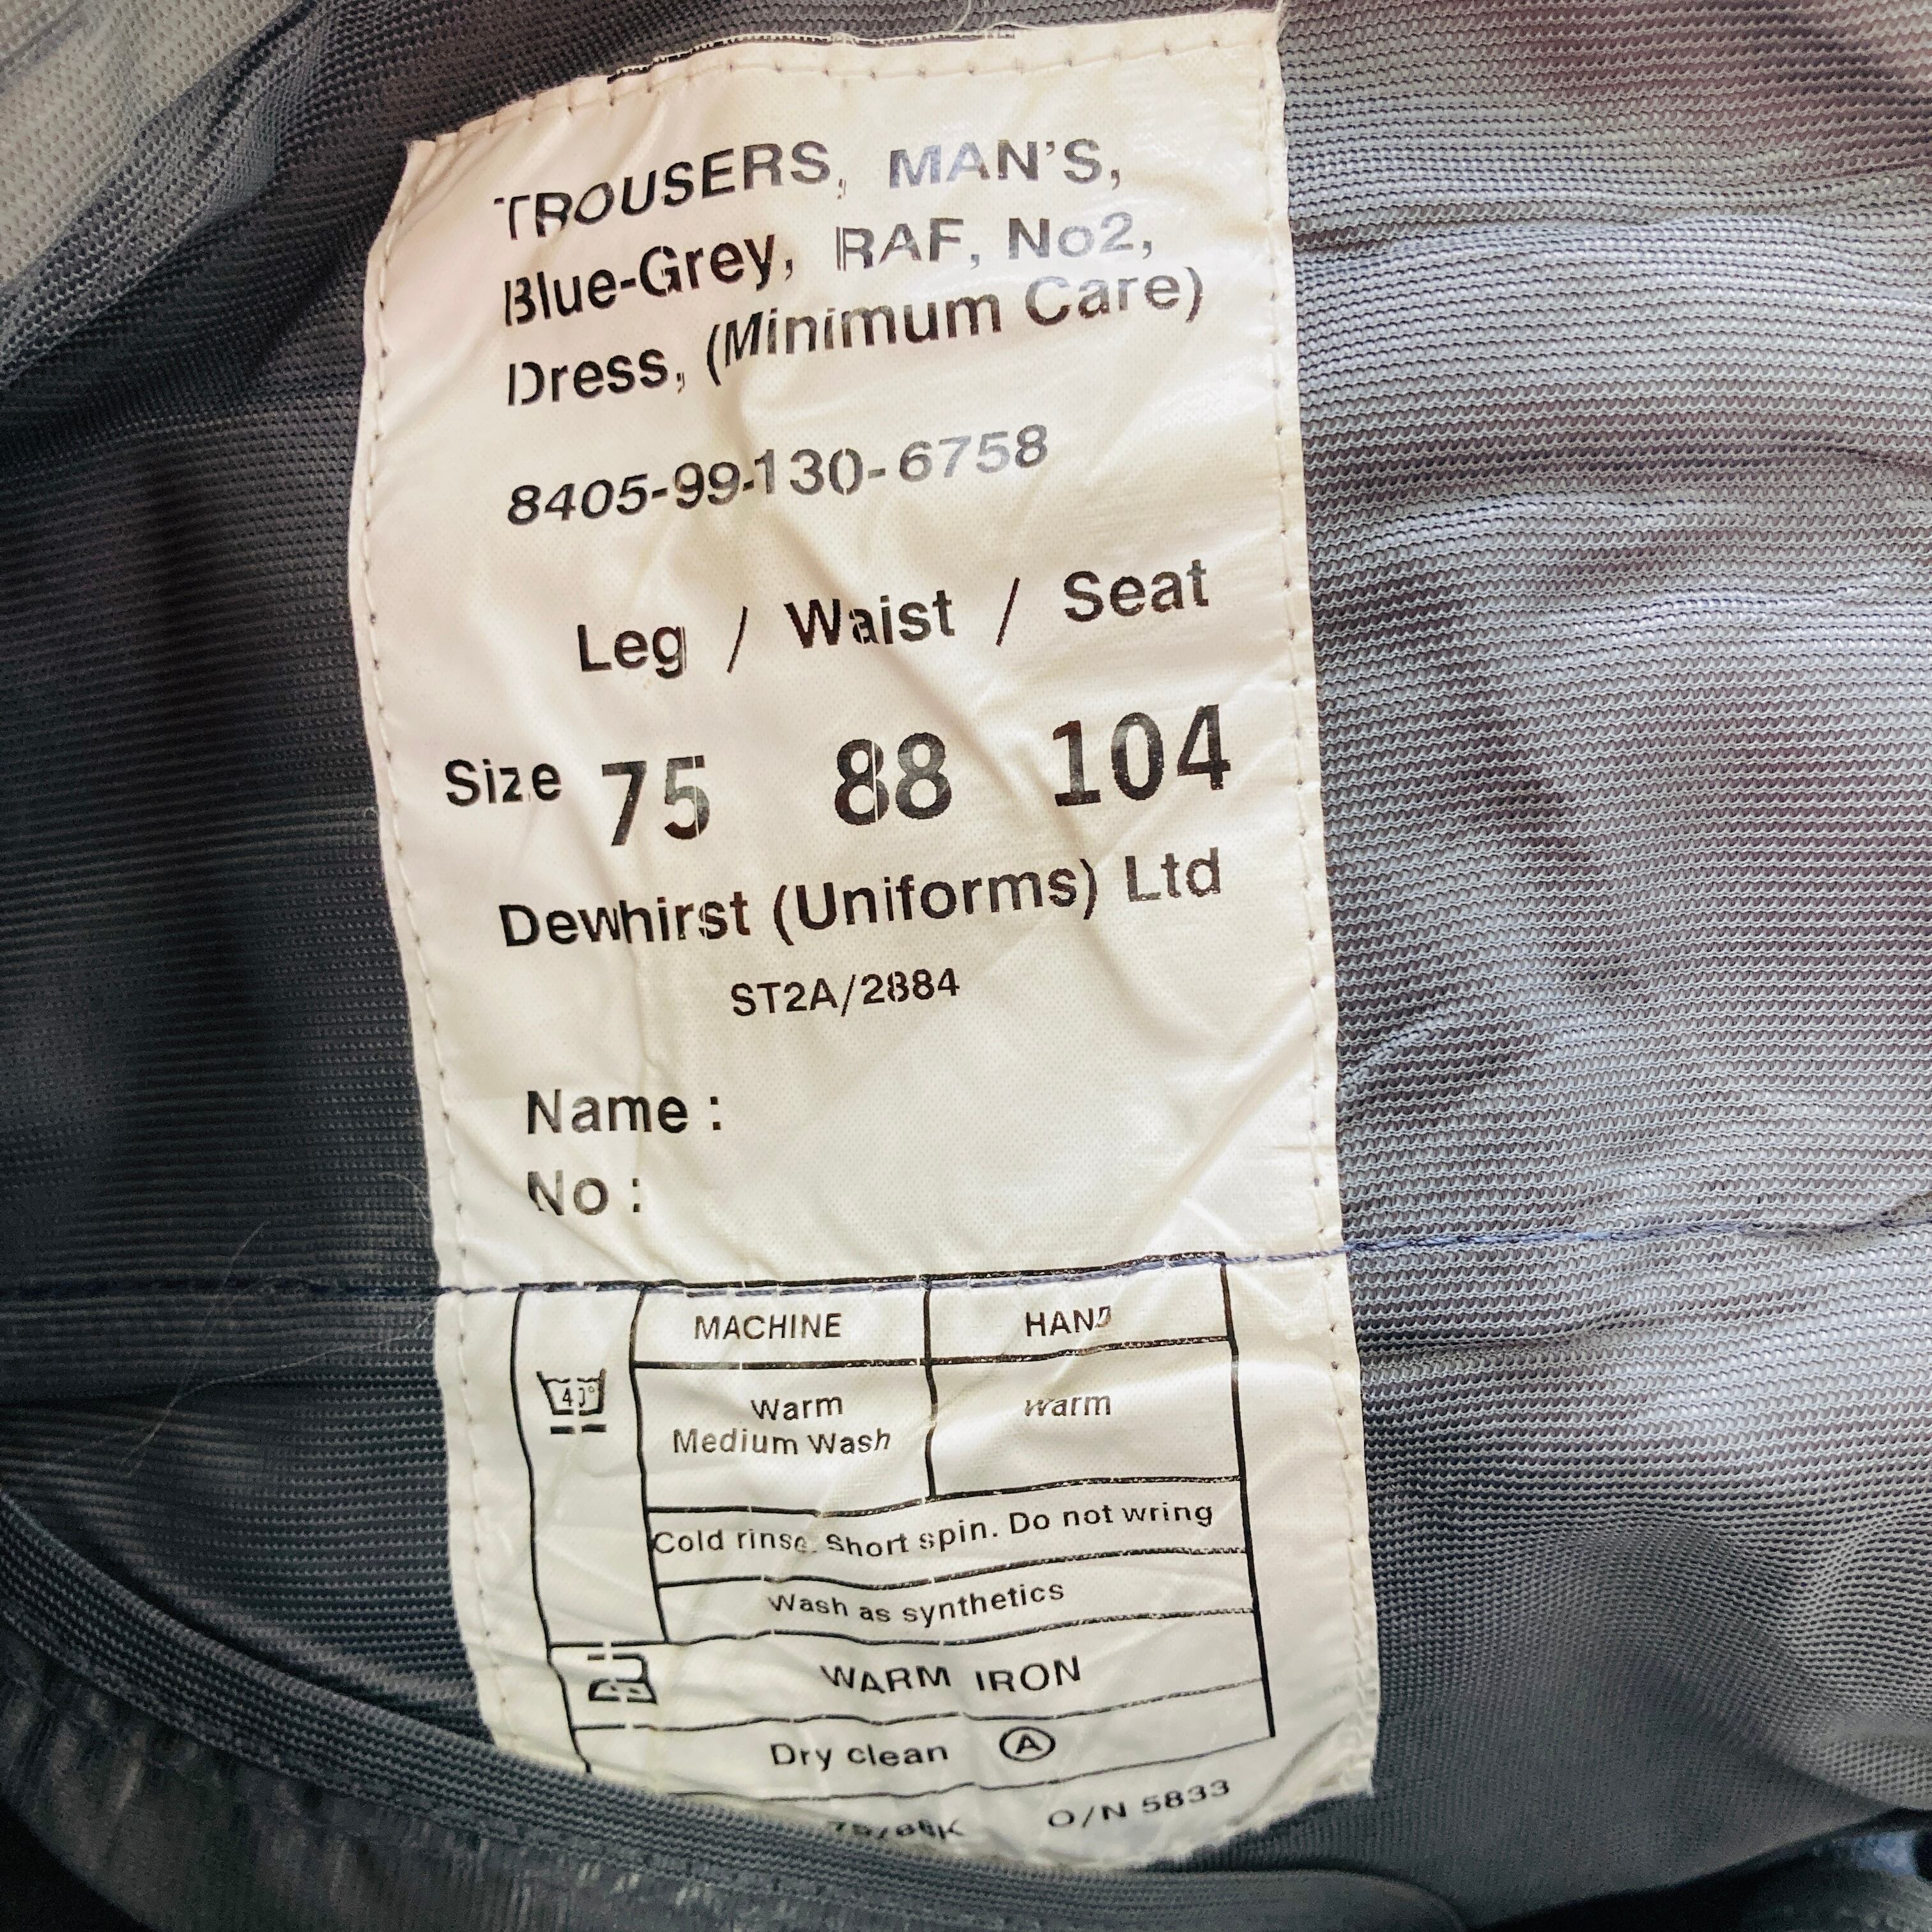 TROUSERS, MAN'S,
Blue-Grey, RAF, No2,
Dress, (Minimum Care)
8405-99-130-6758
Leg / Waist / Seat
Size 75 88 104
Dewhirst (Uniforms) Ltd
ST2A/2884
Name :
No :
MACHINE HAND
40°
Warm warm
Medium Wash
Cold rinse. Short spin. Do not wring
Wash as synthetics
WARM IRON
Dry clean A
O/N 5833